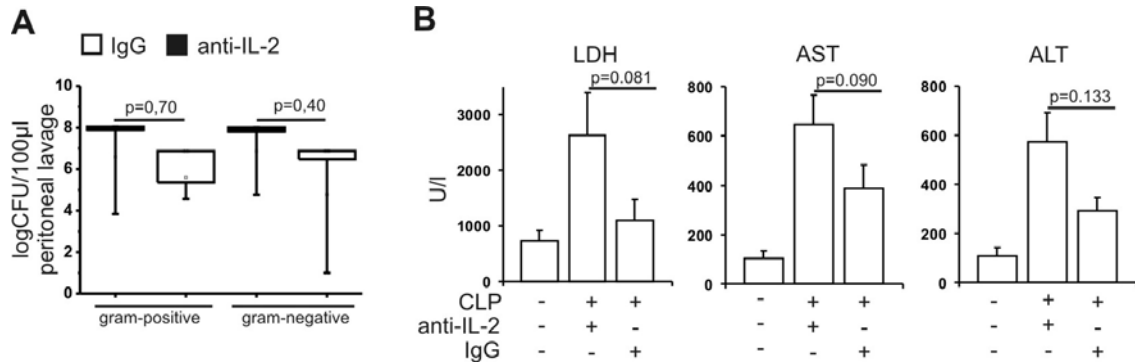 A
IgG anti-IL-2
logCFU/100µl
peritoneal lavage
10
8
6
4
2
0
p=0,70
p=0,40
gram-positive gram-negative
B
LDH
U/l
3000
2000
1000
0
p=0.081
AST
800
600
400
200
0
p=0.090
ALT
800
600
400
200
0
p=0.133
CLP - + + - + + - + +
anti-IL-2 - + - - + - - + -
IgG - - + - - + - - +